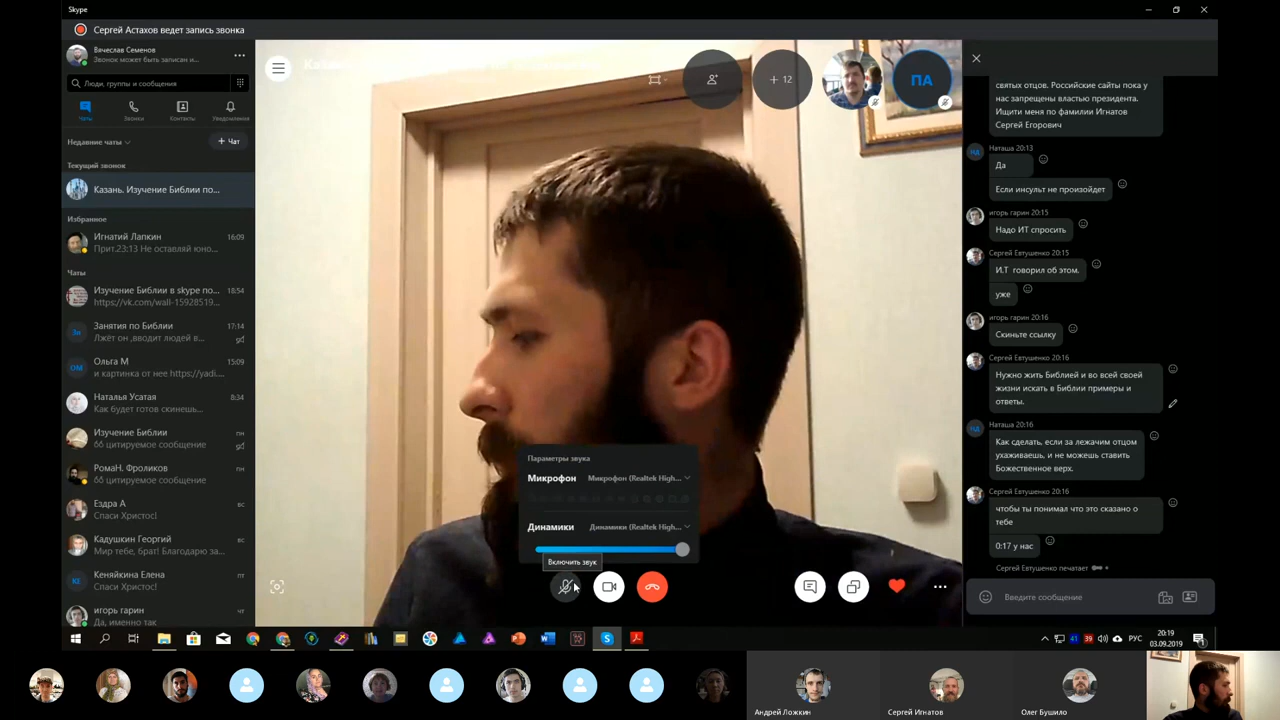 Skype
Сергей Астахов ведет запись звонка
Вячеслав Семенов
Звонок может быть записан и...
Люди, группы и сообщения
Чаты
Звонки
Контакты
Уведомления
Недавние чаты
+ Чат
Текущий звонок
Казань. Изучение Библии по...
Избранное
Игнатий Лапкин
16:09
Прит.23:13 Не оставляй юно...
Чаты
Изучение Библии в skype по...
18:54
https://vk.com/wall-15928519...
Занятия по Библии
17:14
Зп
Лжёт он ,вводит людей в...
Ольга М
15:09
ОМ
и картинка от нее https://yadi....
Наталья Усатая
8:34
Как будет готов скинешь...
Изучение Библии
пн
66 цитируемое сообщение
РомаН. Фроликов
пн
66 цитируемое сообщение
Ездра А
вс
Спаси Христос!
Кадушкин Георгий
вс
Мир тебе, брат! Благодарю за...
Кеняйкина Елена
пт
КЕ
Спаси Христос!
игорь гарин
чт
Да, именно так
+ 12
ПА
Параметры звука
Микрофон
Микрофон (Realtek High...
Динамики
Динамики (Realtek High...
Включить звук
святых отцов. Российские сайты пока у
нас запрещены властью президента.
Ищити меня по фамилии Игнатов
Сергей Егорович
Наташа 20:13
Да
Если инсульт не произойдет
игорь гарин 20:15
Надо ИТ спросить
Сергей Евтушенко 20:15
И.Т говорил об этом.
уже
игорь гарин 20:16
Скиньте ссылку
Сергей Евтушенко 20:16
Нужно жить Библией и во всей своей
жизни искать в Библии примеры и
ответы.
Наташа 20:16
Как сделать, если за лежачим отцом
ухаживаешь, и не можешь ставить
Божественное верх.
Сергей Евтушенко 20:16
чтобы ты понимал что это сказано о
тебе
0:17 у нас
Сергей Евтушенко печатает
Введите сообщение
41
39
РУС
20:19
03.09.2019
Андрей Ложкин
Сергей Игнатов
Олег Бушило